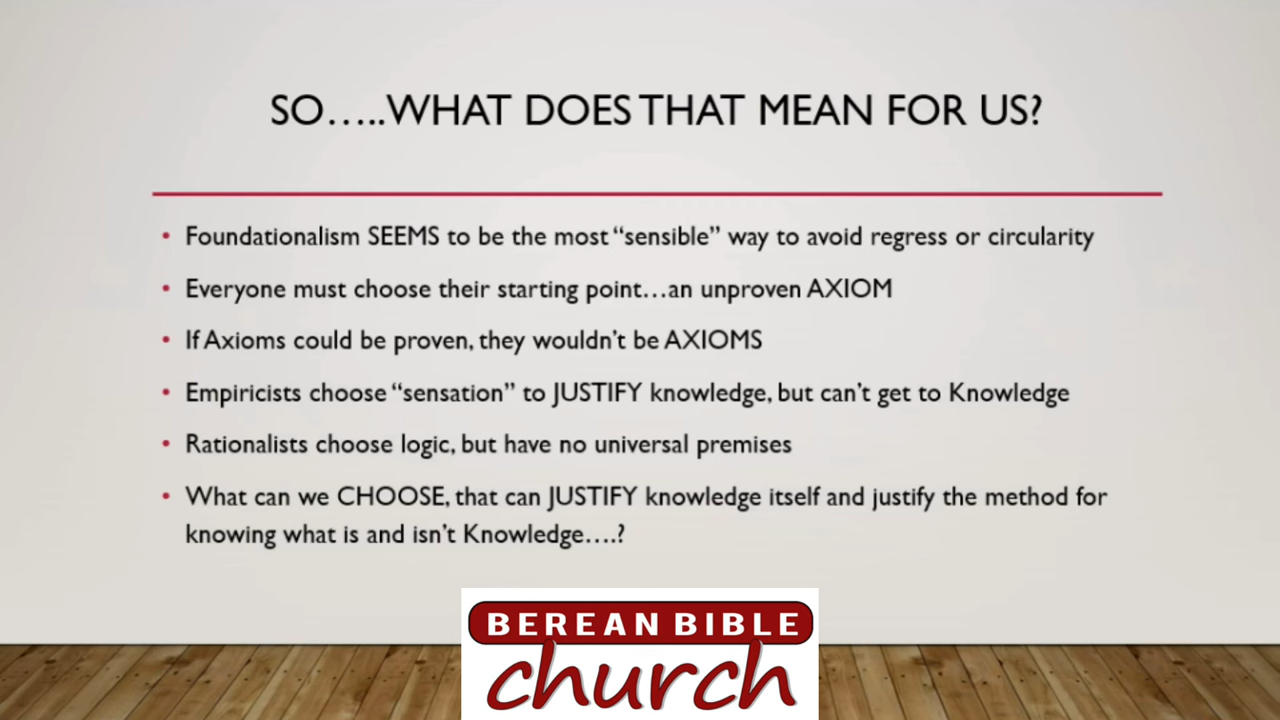 SO.....WHAT DOES THAT MEAN FOR US?
• Foundationalism SEEMS to be the most “sensible” way to avoid regress or circularity
• Everyone must choose their starting point...an unproven AXIOM
• If Axioms could be proven, they wouldn’t be AXIOMS
• Empiricists choose “sensation” to JUSTIFY knowledge, but can’t get to Knowledge
• Rationalists choose logic, but have no universal premises
• What can we CHOOSE, that can JUSTIFY knowledge itself and justify the method for
knowing what is and isn’t Knowledge....?
BEREAN BIBLE
church